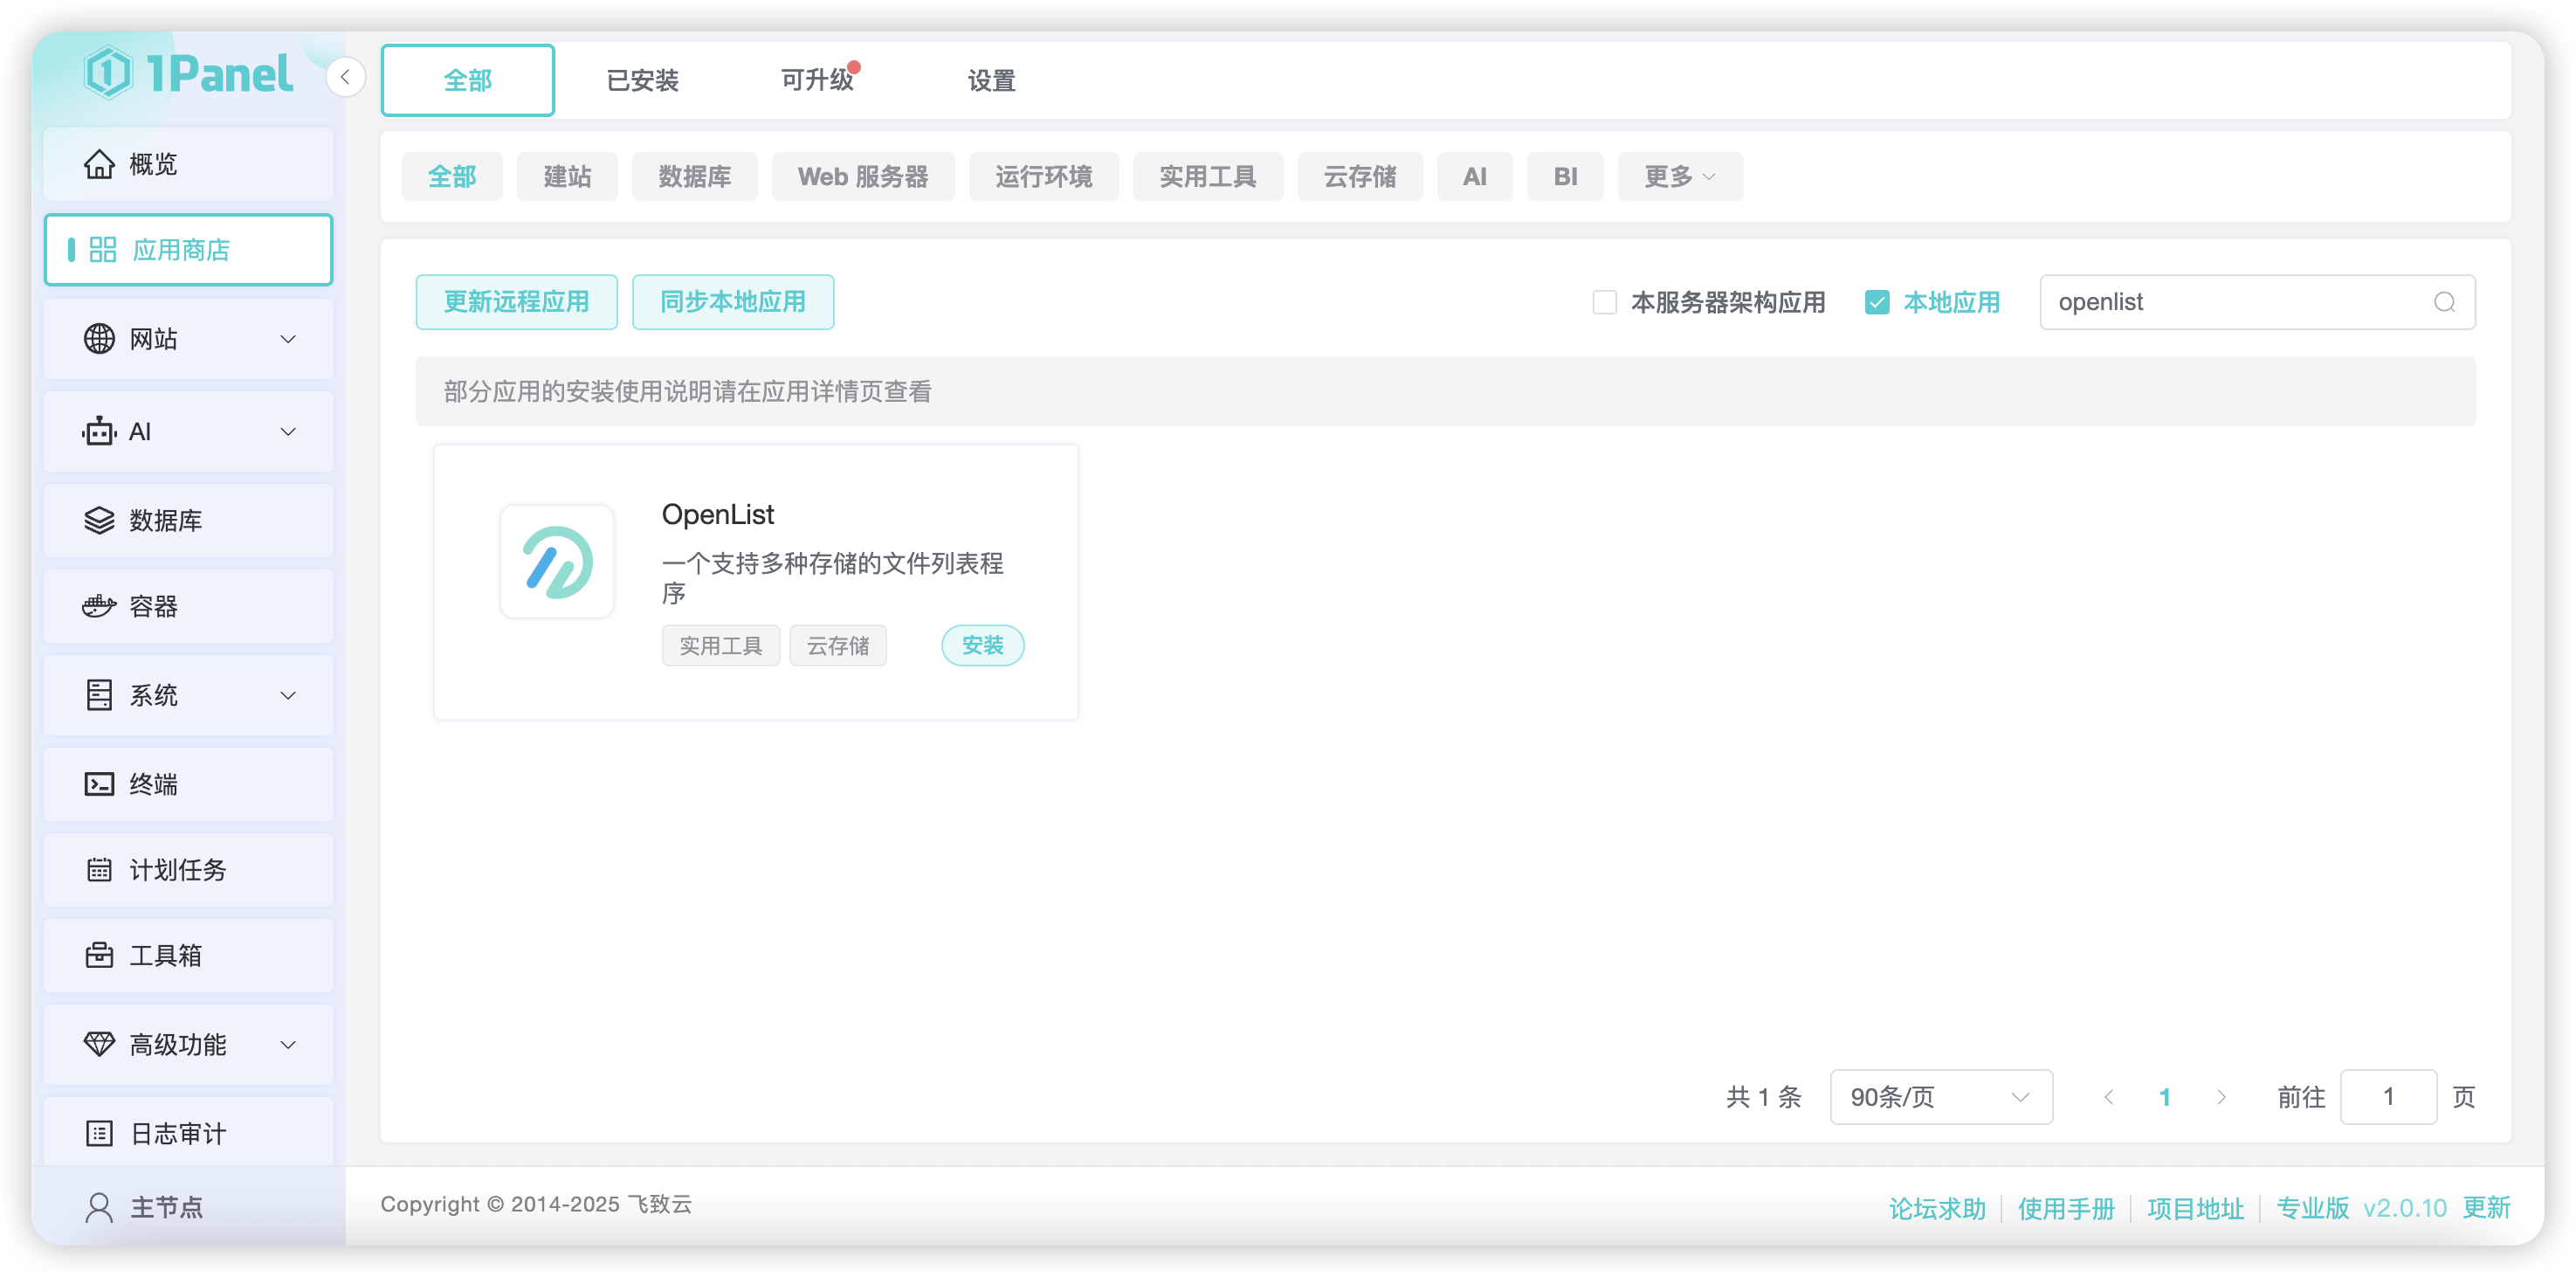 1Panel
概览
应用商店
网站
AI
数据库
容器
系统
终端
计划任务
工具箱
高级功能
日志审计
主节点
全部 已安装 可升级 设置
全部 建站 数据库 Web 服务器 运行环境 实用工具 云存储 AI BI 更多
更新远程应用 同步本地应用 本服务器架构应用 本地应用 openlist
部分应用的安装使用说明请在应用详情页查看
OpenList
一个支持多种存储的文件列表程
序
实用工具 云存储 安装
共 1 条 90条/页 1 前往 1 页
Copyright © 2014-2025 飞致云
论坛求助 使用手册 项目地址 专业版 v2.0.10 更新